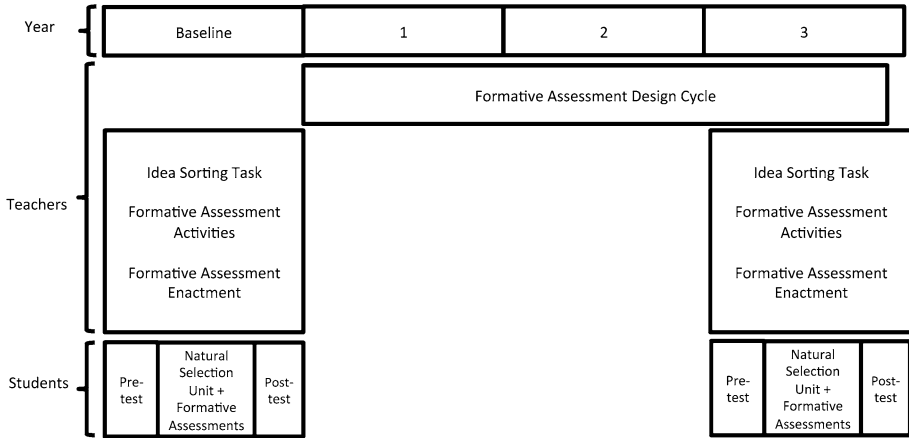 Year
Baseline
1
2
3
Formative Assessment Design Cycle
Teachers
Idea Sorting Task
Formative Assessment
Activities
Formative Assessment
Enactment
Idea Sorting Task
Formative Assessment
Activities
Formative Assessment
Enactment
Students
Pre-
test
Natural
Selection
Unit +
Formative
Assessments
Post-
test
Pre-
test
Natural
Selection
Unit +
Formative
Assessments
Post-
test